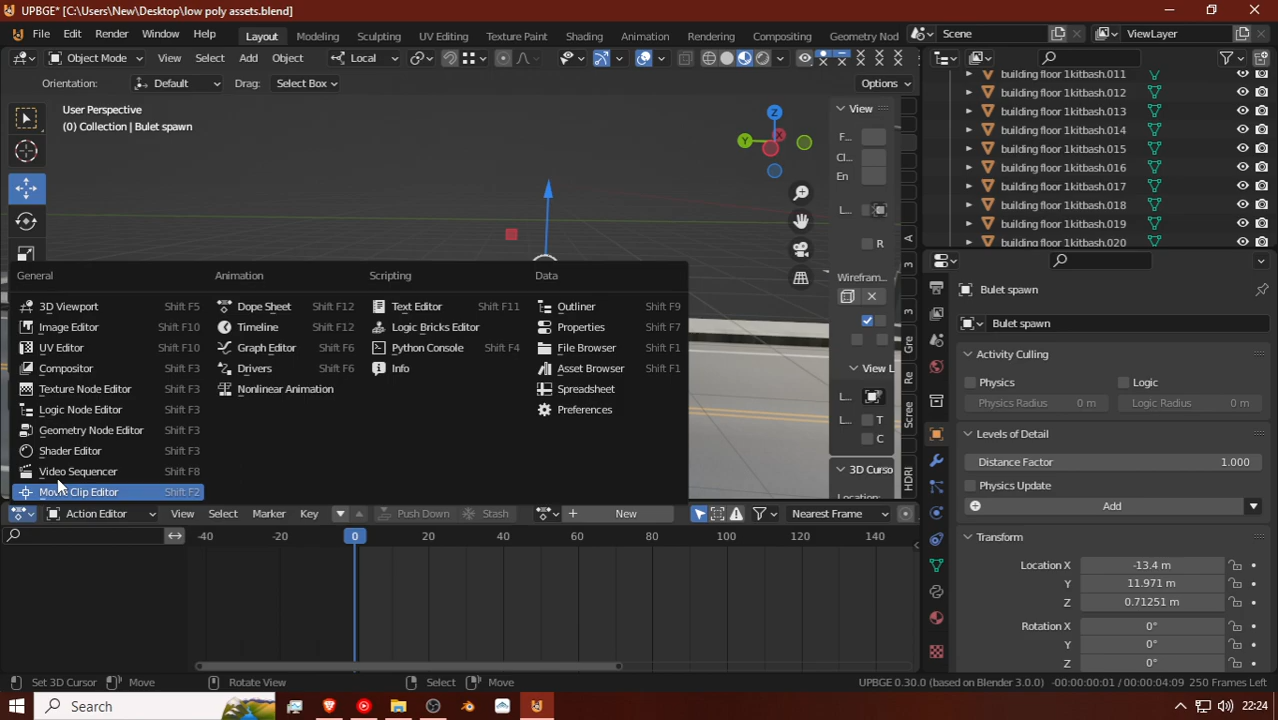 UPBGE* [C:\Users\New\Desktop\low poly assets.blend]
File Edit Render Window Help Layout Modeling Sculpting UV Editing Texture Paint Shading Animation Rendering Compositing Geometry Nod Scene ViewLayer
Object Mode View Select Add Object Local
Orientation: Default Drag: Select Box Options
User Perspective
(0) Collection | Bulet spawn
Z
Y
X
View
F...
Cl...
En
L...
R
Wirefram...
View L
L...
L... T
C
3D Curso
Location:
A
3
3
Gre
Re
Scree
HDRI
building floor 1kitbash.011
building floor 1kitbash.012
building floor 1kitbash.013
building floor 1kitbash.014
building floor 1kitbash.015
building floor 1kitbash.016
building floor 1kitbash.017
building floor 1kitbash.018
building floor 1kitbash.019
building floor 1kitbash.020
General Animation Scripting Data
3D Viewport Shift F5 Dope Sheet Shift F12 Text Editor Shift F11 Outliner Shift F9
Image Editor Shift F10 Timeline Shift F12 Logic Bricks Editor Properties Shift F7
UV Editor Shift F10 Graph Editor Shift F6 Python Console Shift F4 File Browser Shift F1
Compositor Shift F3 Drivers Shift F6 Info Asset Browser Shift F1
Texture Node Editor Shift F3 Nonlinear Animation Spreadsheet
Logic Node Editor Shift F3 Preferences
Geometry Node Editor Shift F3
Shader Editor Shift F3
Video Sequencer Shift F8
Movie Clip Editor Shift F2
Action Editor View Select Marker Key Push Down Stash New Nearest Frame
-40 -20 0 20 40 60 80 100 120 140
Bulet spawn
Bulet spawn
Activity Culling
Physics Logic
Physics Radius 0 m Logic Radius 0 m
Levels of Detail
Distance Factor 1.000
Physics Update
Add
Transform
Location X -13.4 m
Y 11.971 m
Z 0.71251 m
Rotation X 0°
Y 0°
Z 0°
Set 3D Cursor Move Rotate View Select Move UPBGE 0.30.0 (based on Blender 3.0.0) -00:00:00:01 / 00:00:04:09 250 Frames Left
Search 22:24